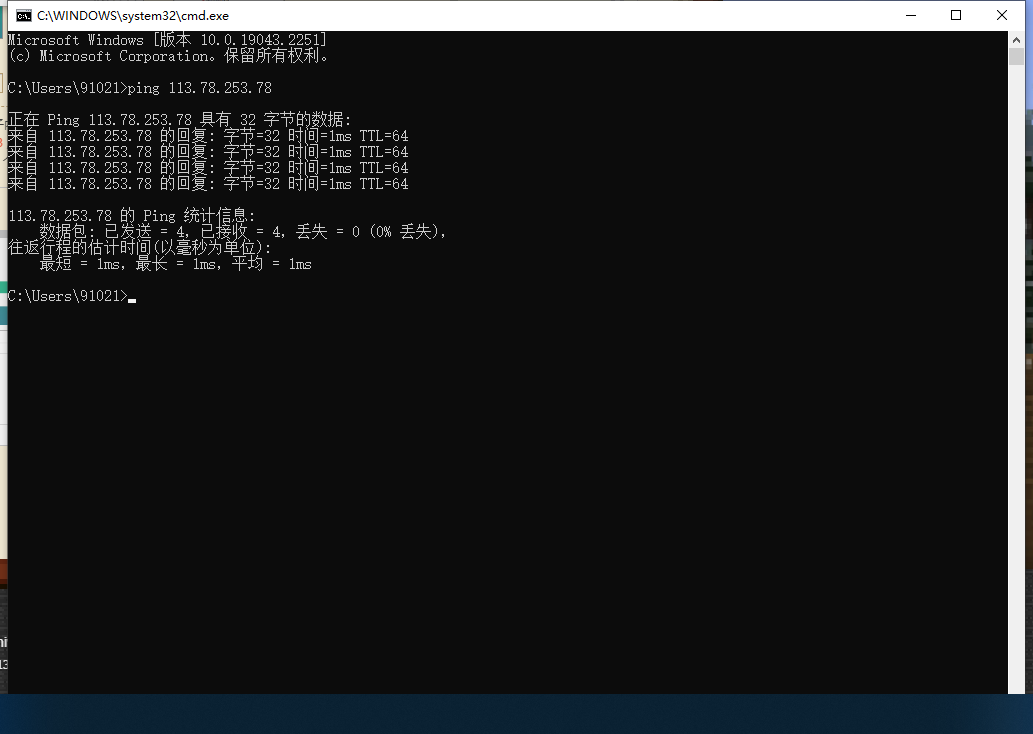 C:\WINDOWS\system32\cmd.exe
Microsoft Windows [版本 10.0.19043.2251]
(c) Microsoft Corporation。保留所有权利。
C:\Users\91021>ping 113.78.253.78
正在 Ping 113.78.253.78 具有 32 字节的数据:
来自 113.78.253.78 的回复: 字节=32 时间=1ms TTL=64
来自 113.78.253.78 的回复: 字节=32 时间=1ms TTL=64
来自 113.78.253.78 的回复: 字节=32 时间=1ms TTL=64
来自 113.78.253.78 的回复: 字节=32 时间=1ms TTL=64
113.78.253.78 的 Ping 统计信息:
数据包: 已发送 = 4，已接收 = 4，丢失 = 0 (0% 丢失)，
往返行程的估计时间(以毫秒为单位):
最短 = 1ms，最长 = 1ms，平均 = 1ms
C:\Users\91021>